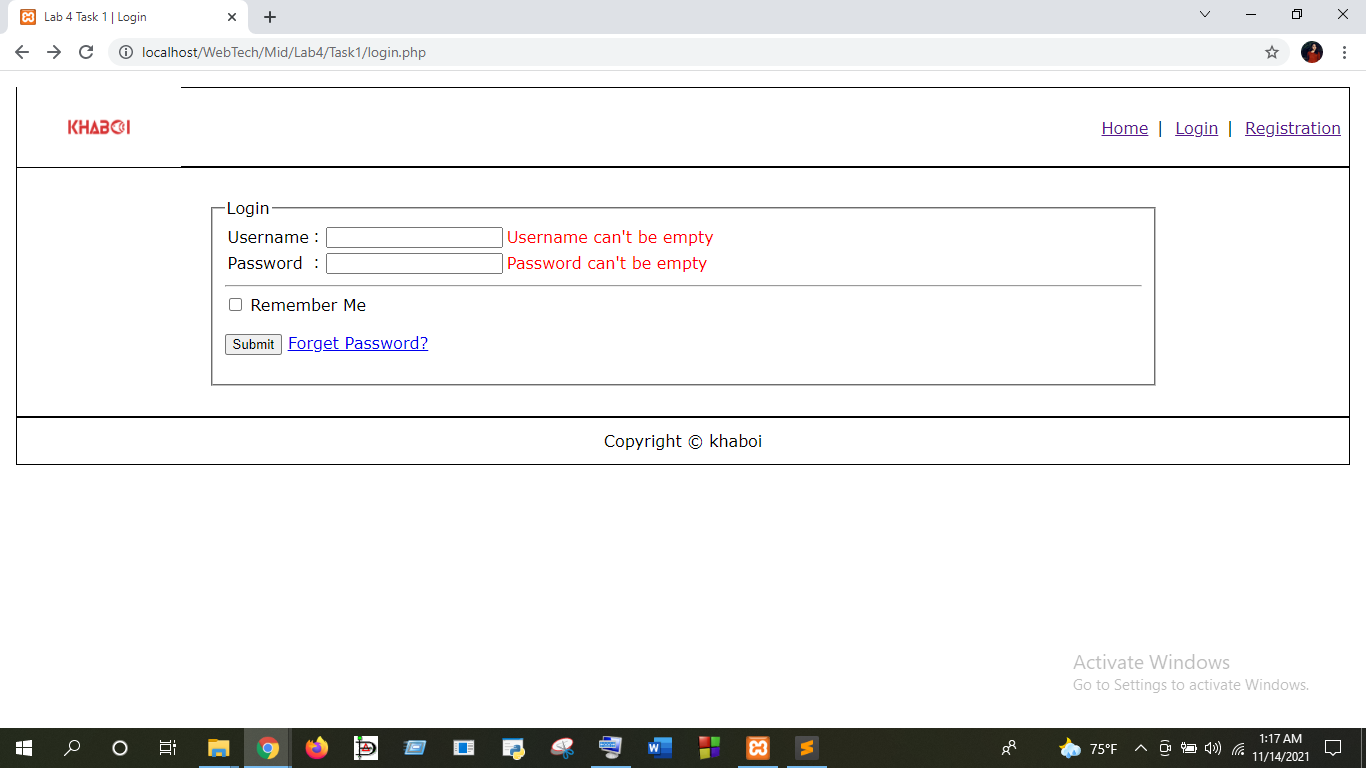 Lab 4 Task 1 | Login
localhost/WebTech/Mid/Lab4/Task1/login.php
KHABOI
Home | Login | Registration
Login
Username : Username can't be empty
Password : Password can't be empty
Remember Me
Submit Forget Password?
Copyright © khaboi
Activate Windows
Go to Settings to activate Windows.
75°F
1:17 AM
11/14/2021